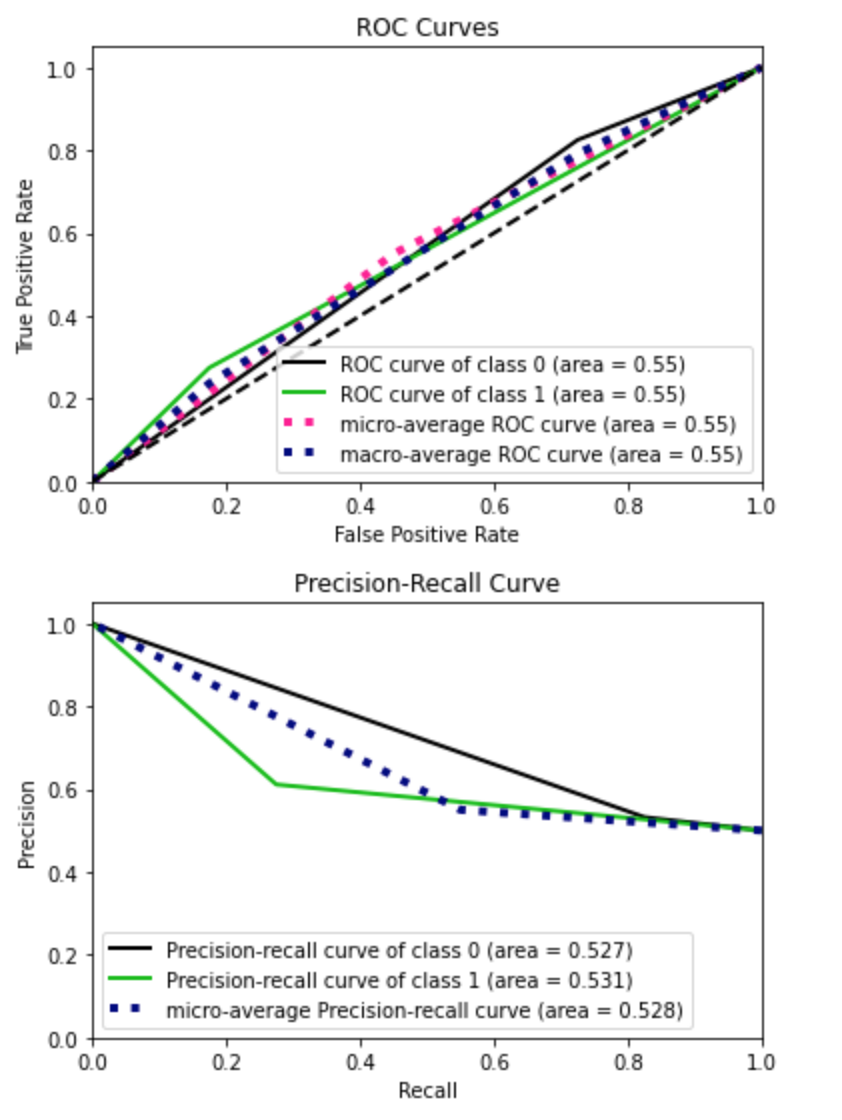 ROC Curves
1.0
0.8
0.6
0.4
0.2
0.0
True Positive Rate
ROC curve of class 0 (area = 0.55)
ROC curve of class 1 (area = 0.55)
micro-average ROC curve (area = 0.55)
macro-average ROC curve (area = 0.55)
0.0 0.2 0.4 0.6 0.8 1.0
False Positive Rate
Precision-Recall Curve
1.0
0.8
0.6
0.4
0.2
0.0
Precision
Precision-recall curve of class 0 (area = 0.527)
Precision-recall curve of class 1 (area = 0.531)
micro-average Precision-recall curve (area = 0.528)
0.0 0.2 0.4 0.6 0.8 1.0
Recall